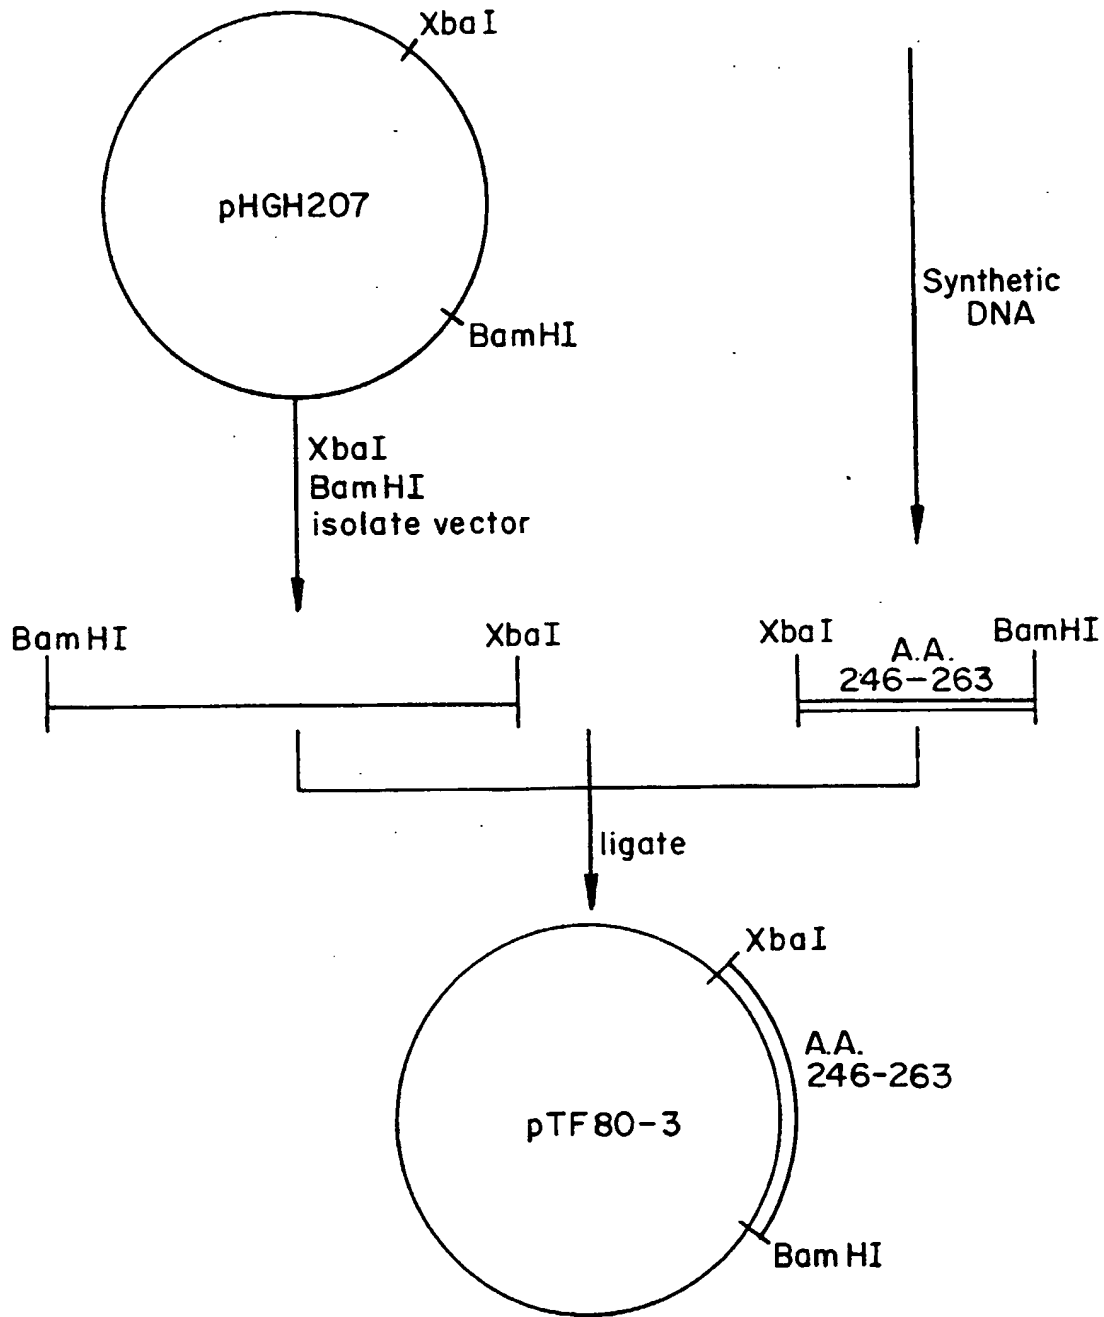 XbaI
pHGH207
BamHI
Synthetic
DNA
XbaI
BamHI
isolate vector
BamHI
XbaI
XbaI
A.A.
246-263
BamHI
ligate
XbaI
A.A.
246-263
pTF80-3
BamHI